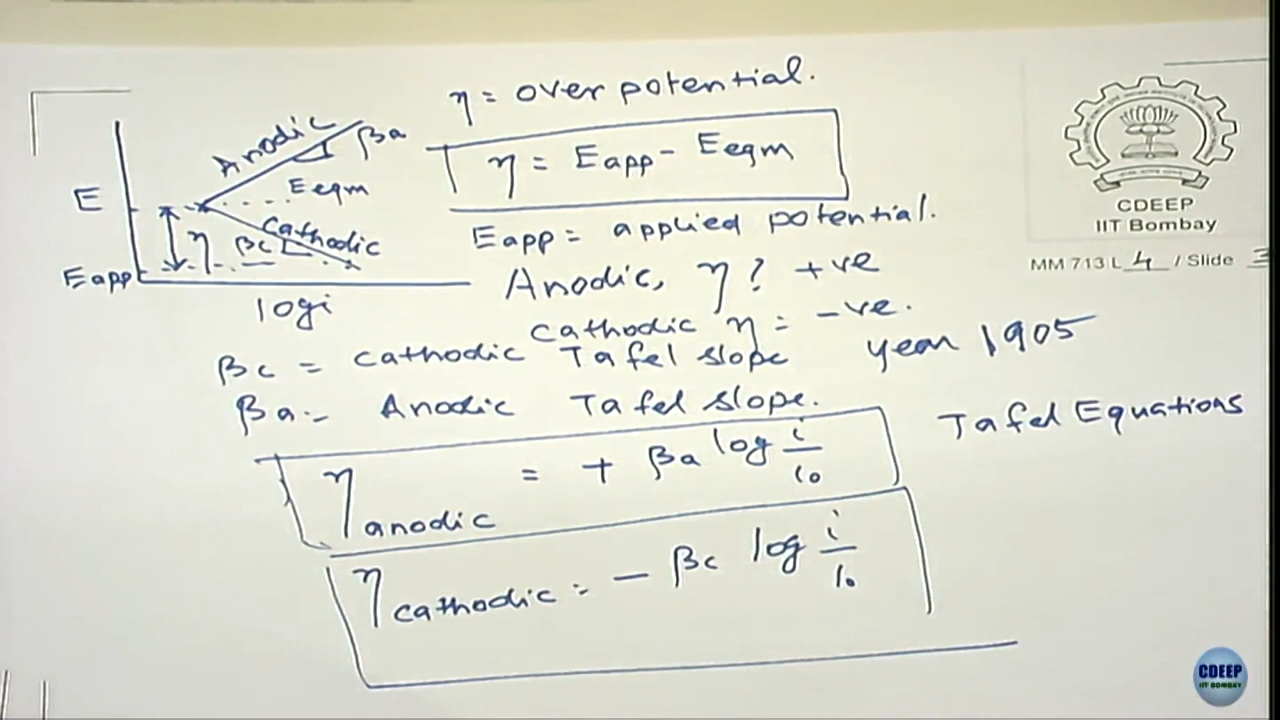 η = over potential.
η = Eapp - Eeqm
Eapp = applied potential.
Anodic, η? +ve
cathodic η = -ve.
Anodic βa
E
Eeqm
η βc Cathodic
Eapp
log i
βc = cathodic Tafel slope year 1905
βa :- Anodic Tafel slope.
Tafel Equations
η anodic = + βa log i/i₀
η cathodic = - βc log i/i₀
CDEEP
IIT Bombay
MM 713 L 4 / Slide 3
CDEEP
IIT BOMBAY